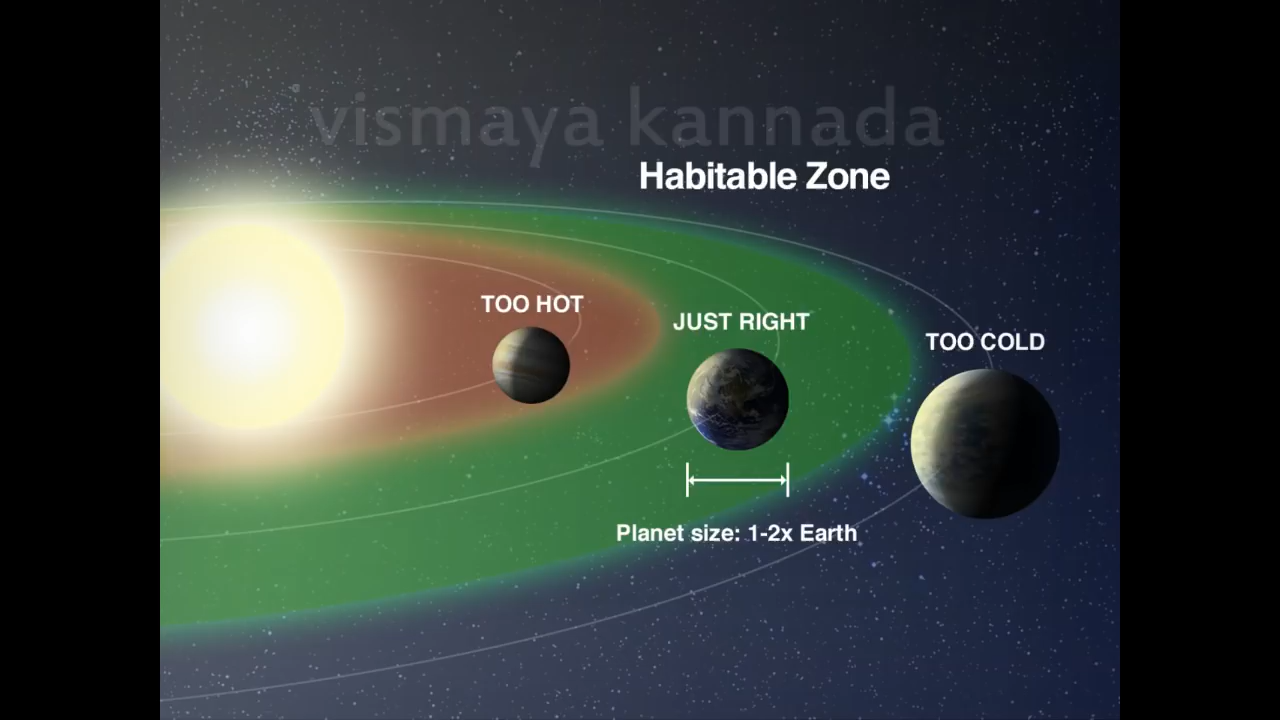 vismaya kannada
Habitable Zone
TOO HOT
JUST RIGHT
TOO COLD
Planet size: 1-2x Earth